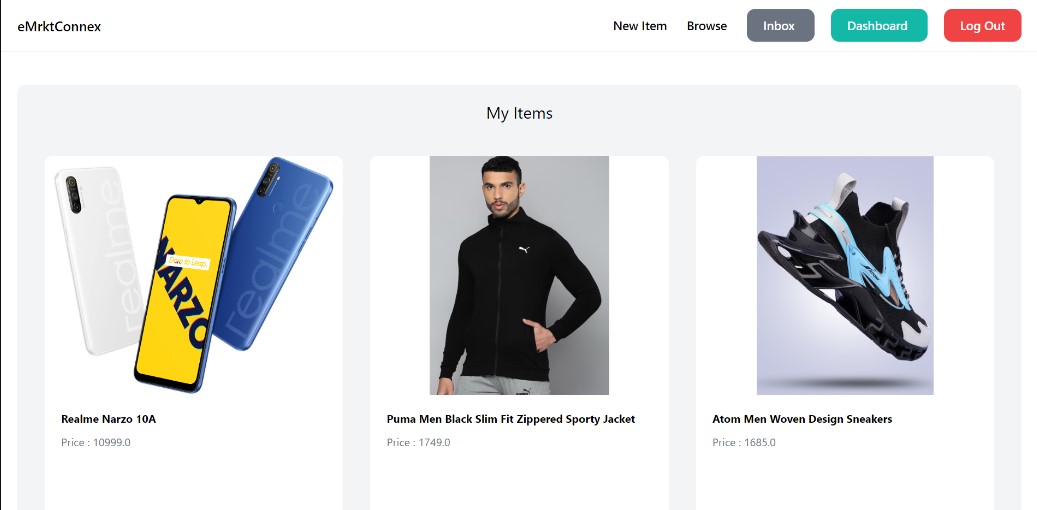 eMrktConnex
New Item
Browse
Inbox
Dashboard
Log Out
My Items
realme
realme
Dare to Leap.
NARZO
Realme Narzo 10A
Price : 10999.0
Puma Men Black Slim Fit Zippered Sporty Jacket
Price : 1749.0
Atom Men Woven Design Sneakers
Price : 1685.0